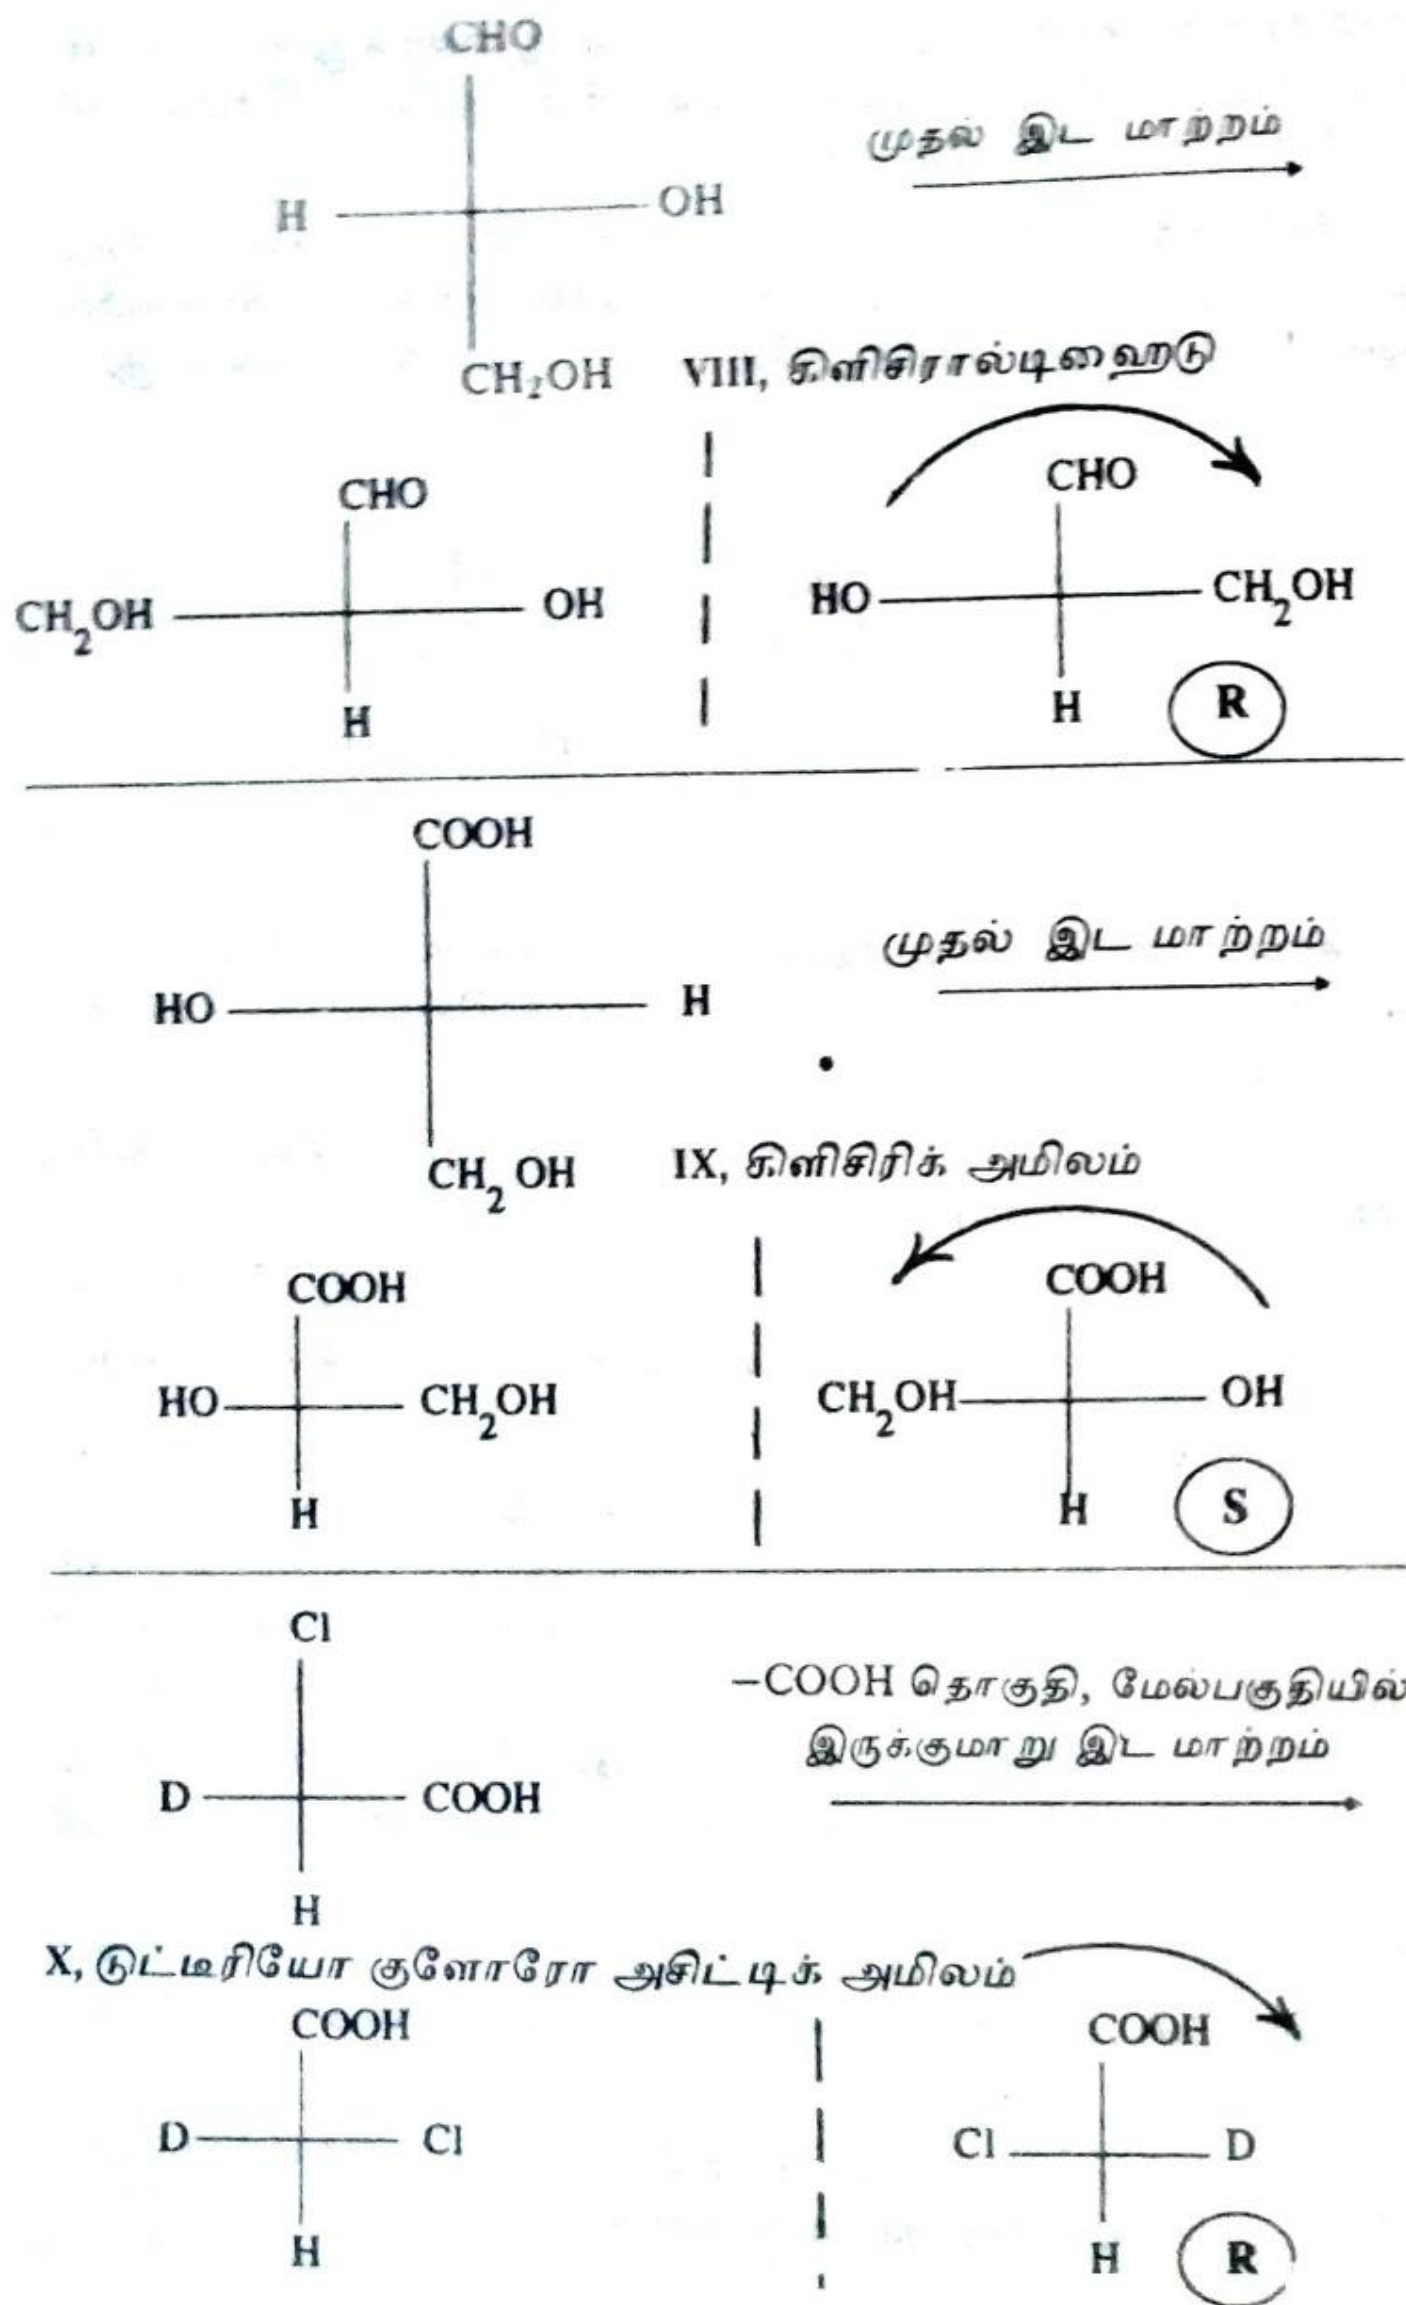 CHO
முதல் இட மாற்றம்
H OH
CH₂OH VIII, கிளிசிரால்டிஹைடு
CHO CHO
CH₂OH OH HO CH₂OH
H H R
COOH
முதல் இட மாற்றம்
HO H
CH₂ OH IX, கிளிசிரிக் அமிலம்
COOH COOH
HO CH₂OH CH₂OH OH
H H S
Cl
–COOH தொகுதி, மேல்பகுதியில்
இருக்குமாறு இட மாற்றம்
D COOH
H
X, டுட்டீரியோ குளோரோ அசிட்டிக் அமிலம்
COOH COOH
D Cl Cl D
H H R